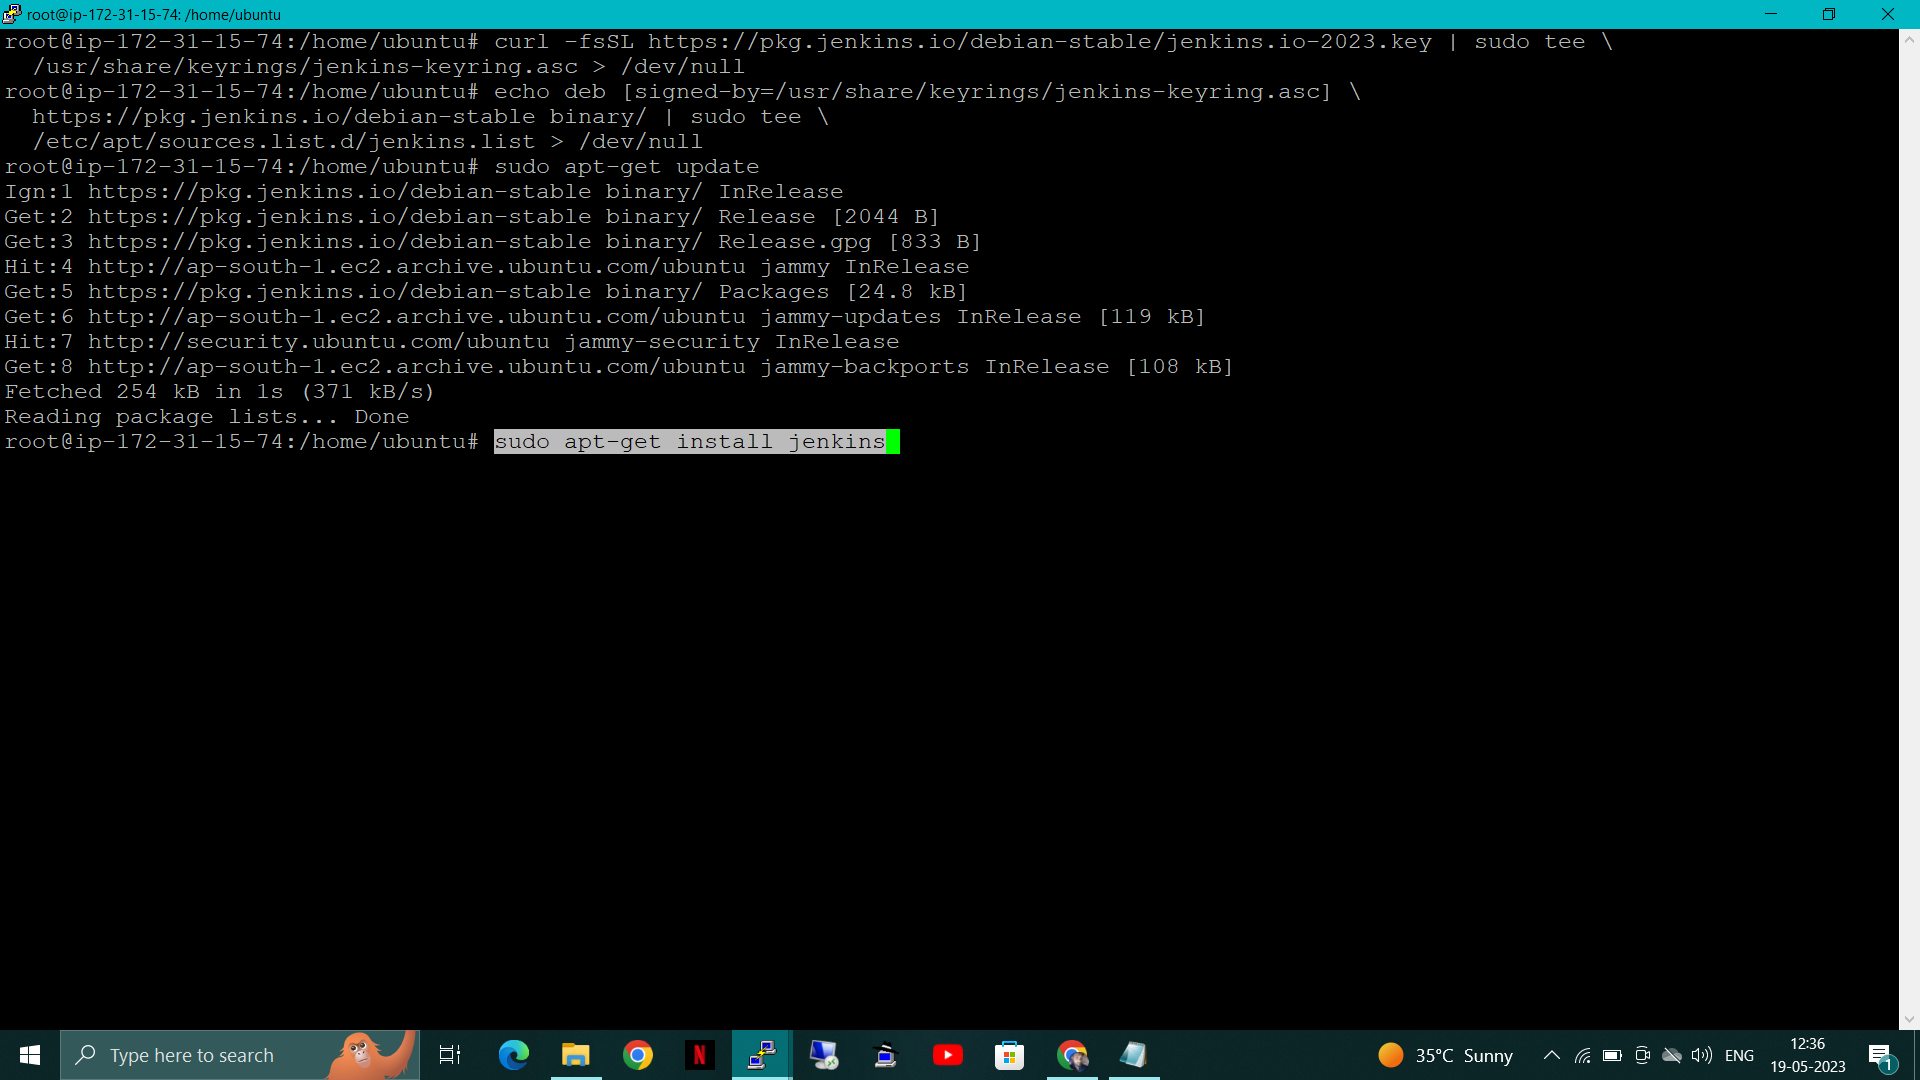 root@ip-172-31-15-74: /home/ubuntu
root@ip-172-31-15-74:/home/ubuntu# curl -fsSL https://pkg.jenkins.io/debian-stable/jenkins.io-2023.key | sudo tee \
  /usr/share/keyrings/jenkins-keyring.asc > /dev/null
root@ip-172-31-15-74:/home/ubuntu# echo deb [signed-by=/usr/share/keyrings/jenkins-keyring.asc] \
  https://pkg.jenkins.io/debian-stable binary/ | sudo tee \
  /etc/apt/sources.list.d/jenkins.list > /dev/null
root@ip-172-31-15-74:/home/ubuntu# sudo apt-get update
Ign:1 https://pkg.jenkins.io/debian-stable binary/ InRelease
Get:2 https://pkg.jenkins.io/debian-stable binary/ Release [2044 B]
Get:3 https://pkg.jenkins.io/debian-stable binary/ Release.gpg [833 B]
Hit:4 http://ap-south-1.ec2.archive.ubuntu.com/ubuntu jammy InRelease
Get:5 https://pkg.jenkins.io/debian-stable binary/ Packages [24.8 kB]
Get:6 http://ap-south-1.ec2.archive.ubuntu.com/ubuntu jammy-updates InRelease [119 kB]
Hit:7 http://security.ubuntu.com/ubuntu jammy-security InRelease
Get:8 http://ap-south-1.ec2.archive.ubuntu.com/ubuntu jammy-backports InRelease [108 kB]
Fetched 254 kB in 1s (371 kB/s)
Reading package lists... Done
root@ip-172-31-15-74:/home/ubuntu# sudo apt-get install jenkins
Type here to search
N
35°C Sunny
ENG
12:36
19-05-2023
1